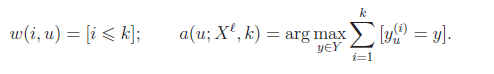 w(i, u) = [i ⩽ k];  a(u; X^ℓ, k) = arg max_{y∈Y} ∑_{i=1}^{k} [y_u^{(i)} = y].